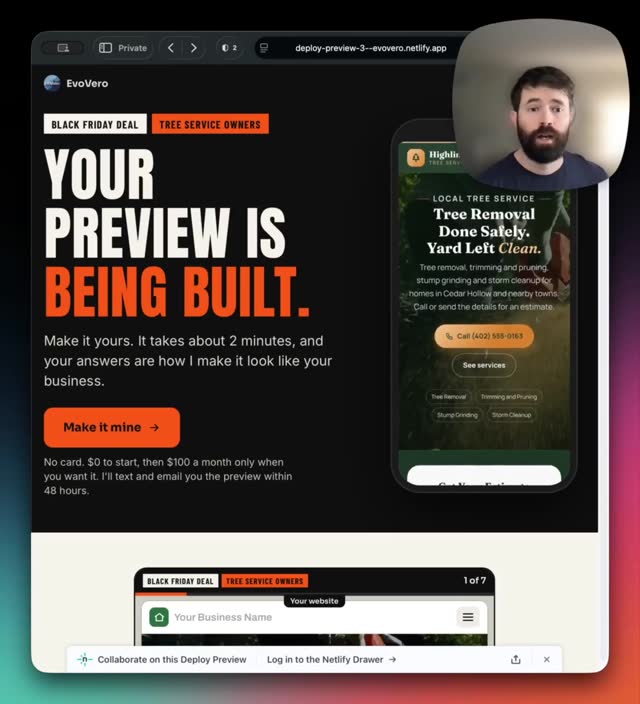 Private
2
deploy-preview-3--evovero.netlify.app
EvoVero
BLACK FRIDAY DEAL
TREE SERVICE OWNERS
YOUR
PREVIEW IS
BEING BUILT.
Make it yours. It takes about 2 minutes, and
your answers are how I make it look like your
business.
Make it mine →
No card. $0 to start, then $100 a month only when
you want it. I'll text and email you the preview within
48 hours.
LOCAL TREE SERVICE
Tree Removal
Done Safely.
Yard Left Clean.
Tree removal, trimming and pruning,
stump grinding and storm cleanup for
homes in Cedar Hollow and nearby towns.
Call or send the details for an estimate.
Call (402) 555-0163
See services
Tree Removal
Trimming and Pruning
Stump Grinding
Storm Cleanup
BLACK FRIDAY DEAL
TREE SERVICE OWNERS
1 of 7
Your website
Your Business Name
Collaborate on this Deploy Preview
Log in to the Netlify Drawer →